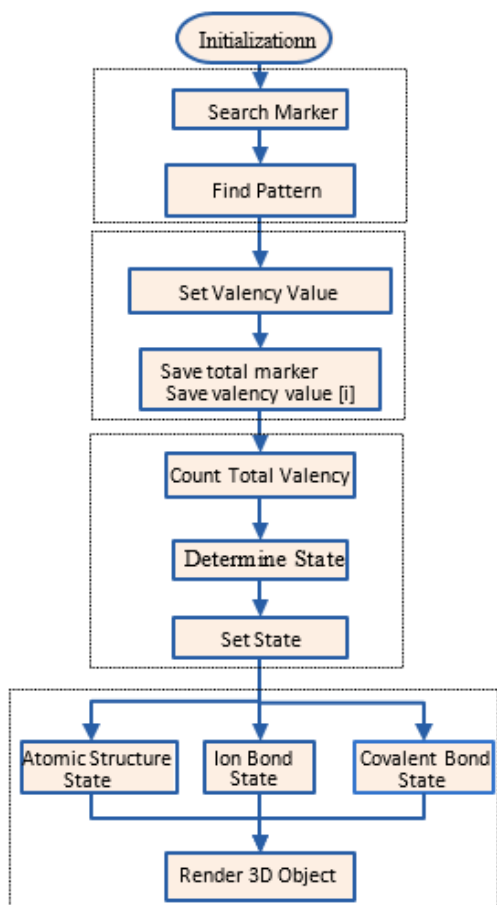 Initializationn
Search Marker
Find Pattern
Set Valency Value
Save total marker
Save valency value [i]
Count Total Valency
Determine State
Set State
Atomic Structure
State
Ion Bond
State
Covalent Bond
State
Render 3D Object